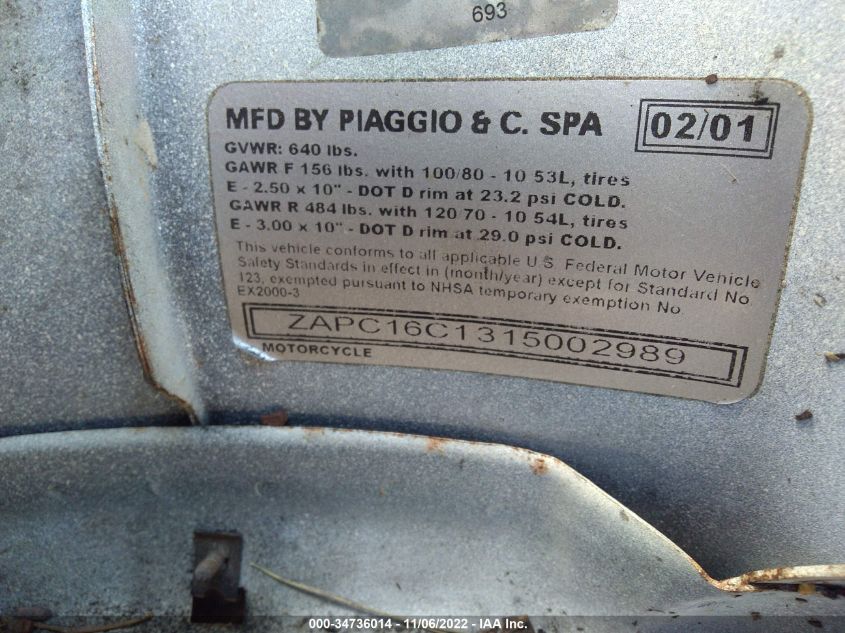 693
MFD BY PIAGGIO & C. SPA 02/01
GVWR: 640 lbs.
GAWR F 156 lbs. with 100/80 - 10 53L, tires
E - 2.50 x 10" - DOT D rim at 23.2 psi COLD.
GAWR R 484 lbs. with 120 70 - 10 54L, tires
E - 3.00 x 10" - DOT D rim at 29.0 psi COLD.
This vehicle conforms to all applicable U.S. Federal Motor Vehicle
Safety Standards in effect in (month/year) except for Standard No.
123, exempted pursuant to NHSA temporary exemption No.
EX2000-3
ZAPC16C1315002989
MOTORCYCLE
000-34736014 - 11/06/2022 - IAA Inc.